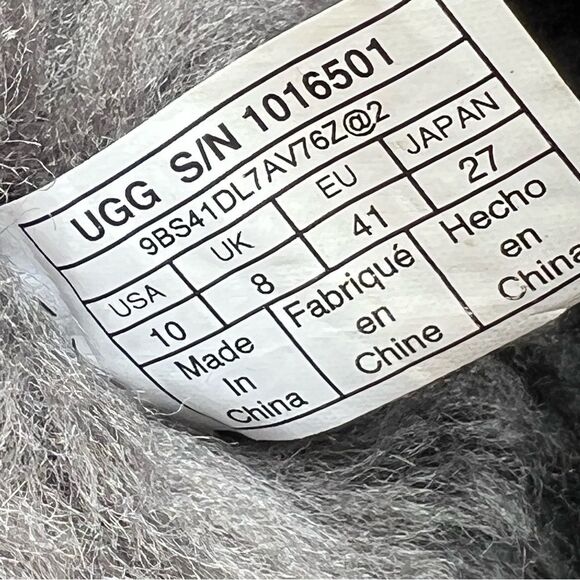 UGG S/N 1016501
9BS41DL7AV76Z@2
USA UK EU JAPAN
10 8 41 27
Made Fabriqué Hecho
In en en
China Chine China